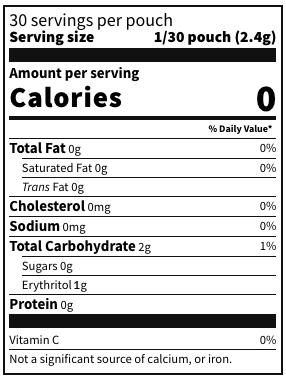 30 servings per pouch
Serving size 1/30 pouch (2.4g)
Amount per serving
Calories 0
% Daily Value*
Total Fat 0g 0%
Saturated Fat 0g 0%
Trans Fat 0g
Cholesterol 0mg 0%
Sodium 0mg 0%
Total Carbohydrate 2g 1%
Sugars 0g
Erythritol 1g
Protein 0g
Vitamin C 0%
Not a significant source of calcium, or iron.